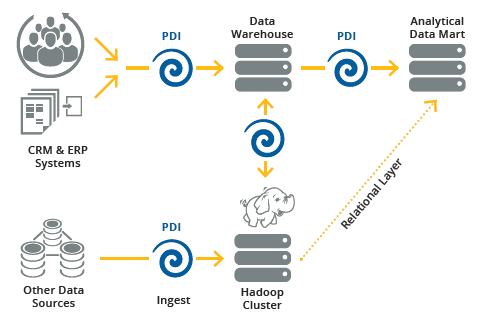 PDI
Data
Warehouse
PDI
Analytical
Data Mart
CRM & ERP
Systems
Relational Layer
PDI
Other Data
Sources
Ingest
Hadoop
Cluster